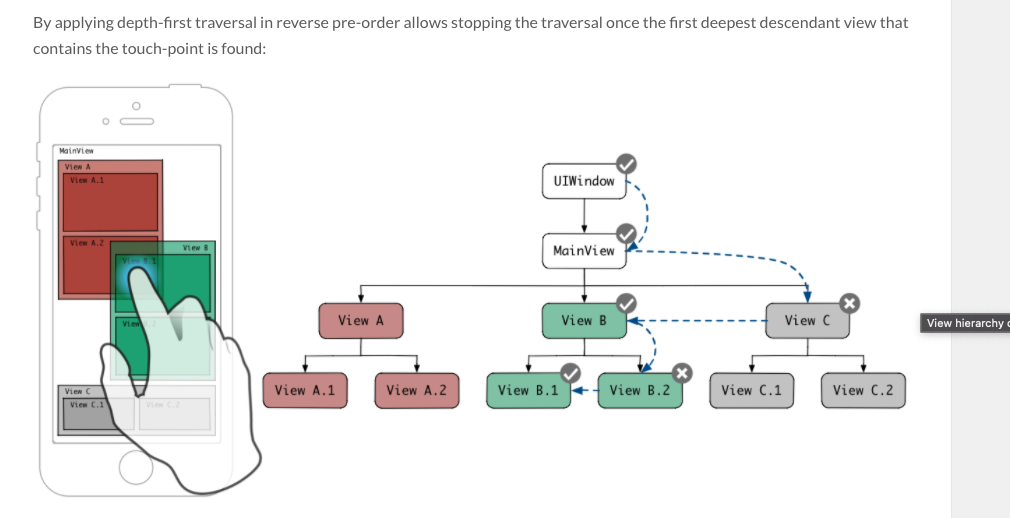 By applying depth-first traversal in reverse pre-order allows stopping the traversal once the first deepest descendant view that
contains the touch-point is found:
MainView
View A
View A.1
View A.2
View B
View B.1
View C
View C.1
View C.2
UIWindow
MainView
View A
View B
View C
View A.1
View A.2
View B.1
View B.2
View C.1
View C.2
View hierarchy